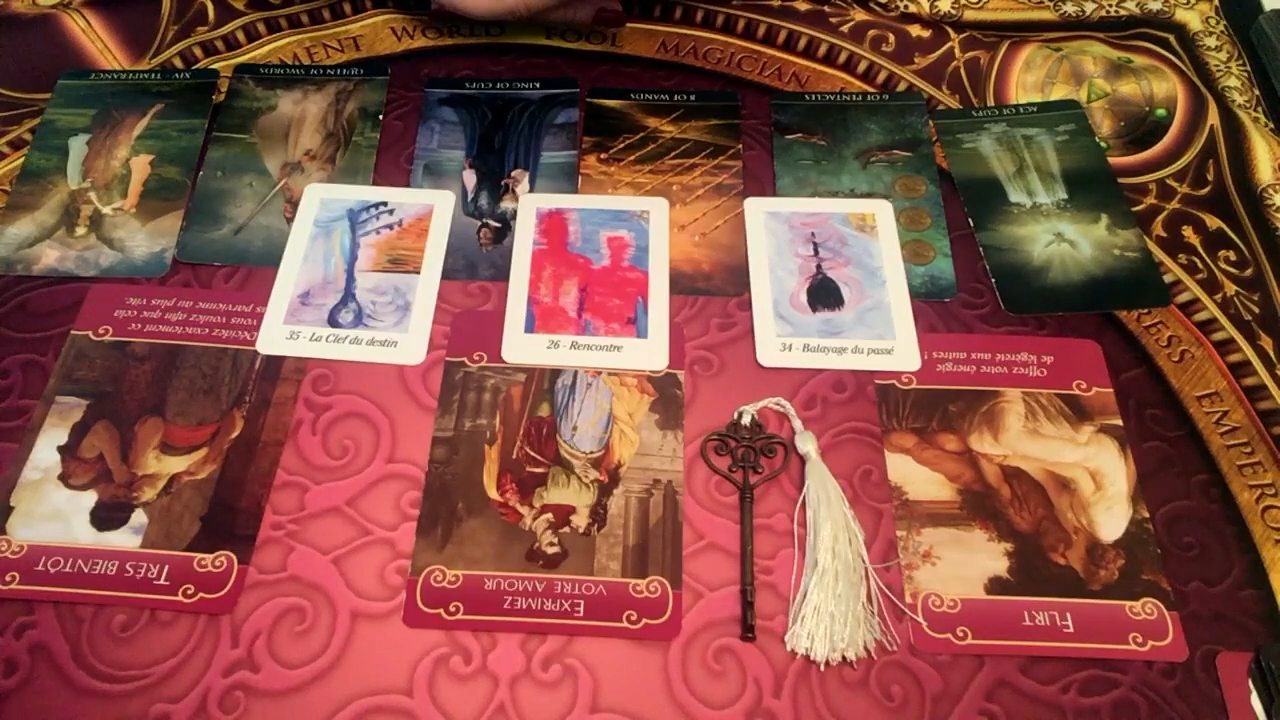 MENT WORLD FOOL MAGICIAN
XIV - TEMPERANCE
QUEEN OF SWORDS
KING OF CUPS
8 OF WANDS
6 OF PENTACLES
ACE OF CUPS
RESS EMPEROR
35 - La Clef du destin
26 - Rencontre
34 - Balayage du passé
Décidez exactement ce
vous voulez afin que cela
parvienne au plus vite.
TRÈS BIENTÔT
EXPRIMEZ
VOTRE AMOUR
Offrez votre énergie
de légèreté aux autres !
FLIRT